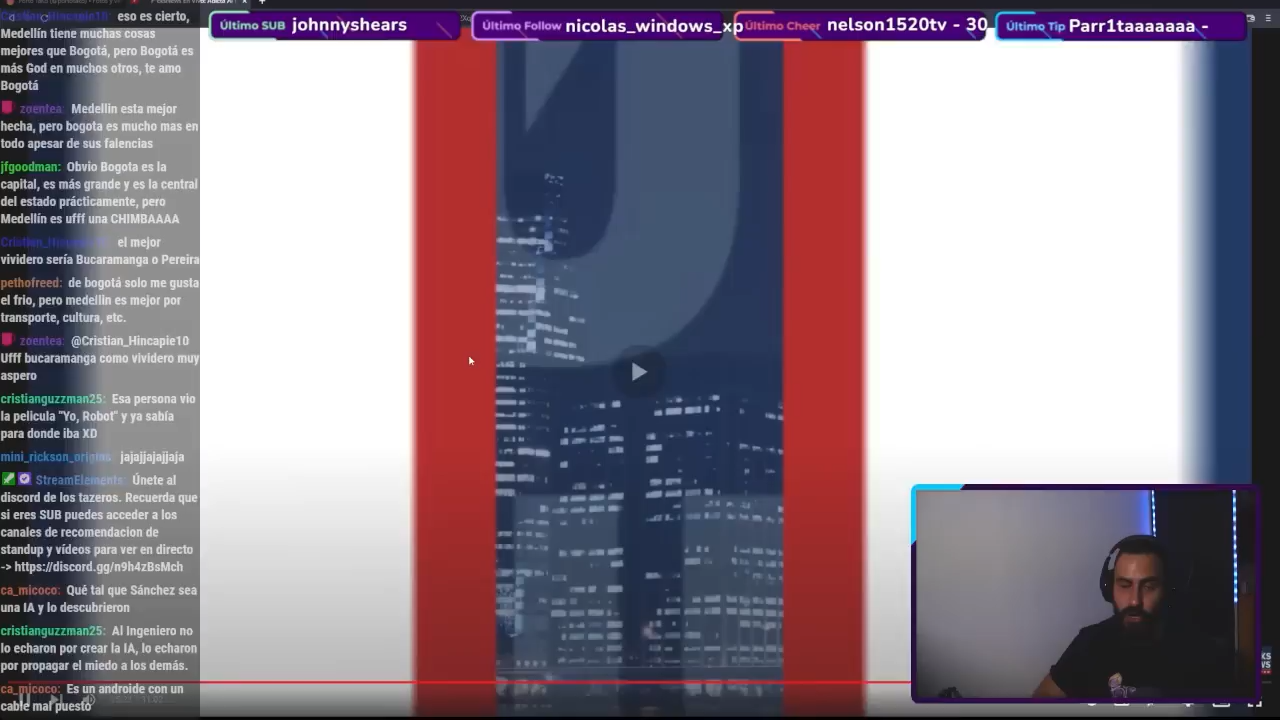 Último SUB johnnyshears
Último Follow nicolas_windows_xp
Último Cheer nelson1520tv - 30
Último Tip Parr1taaaaaaa -
eso es cierto,
Medellin tiene muchas cosas
mejores que Bogotá, pero Bogotá es
más God en muchos otros, te amo
Bogotá
zoentea: Medellin esta mejor
hecha, pero bogota es mucho mas en
todo apesar de sus falencias
jfgoodman: Obvio Bogota es la
capital, es más grande y es la central
del estado prácticamente, pero
Medellín es ufff una CHIMBAAAA
Cristian_Hincapie10: el mejor
vividero sería Bucaramanga o Pereira
pethofreed: de bogotá solo me gusta
el frio, pero medellin es mejor por
transporte, cultura, etc.
zoentea: @Cristian_Hincapie10
Ufff bucaramanga como vividero muy
aspero
cristianguzzman25: Esa persona vio
la pelicula "Yo, Robot" y ya sabía
para donde iba XD
mini_rickson_origins: jajajjajajjaja
StreamElements: Únete al
discord de los tazeros. Recuerda que
si eres SUB puedes acceder a los
canales de recomendacion de
standup y vídeos para ver en directo
-> https://discord.gg/n9h4zBsMch
ca_micoco: Qué tal que Sánchez sea
una IA y lo descubrieron
cristianguzzman25: Al Ingeniero no
lo echaron por crear la IA, lo echaron
por propagar el miedo a los demás.
ca_micoco: Es un androide con un
cable mal puesto